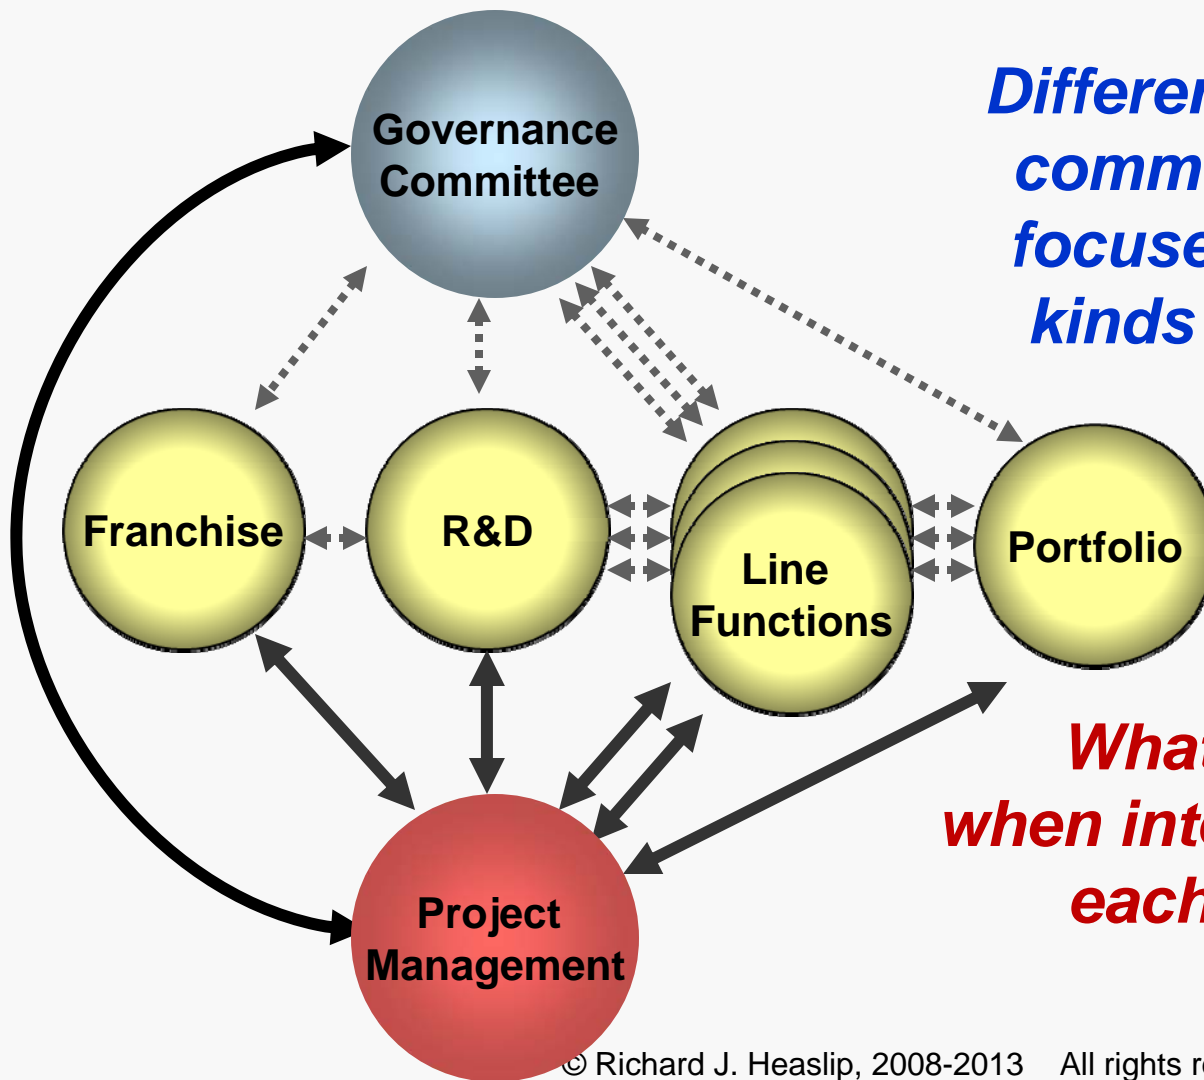 Governance
Committee
Differen
comm
focuse
kinds
Franchise
R&D
Line
Functions
Portfolio
What
when inte
each
Project
Management
© Richard J. Heaslip, 2008-2013 All rights re